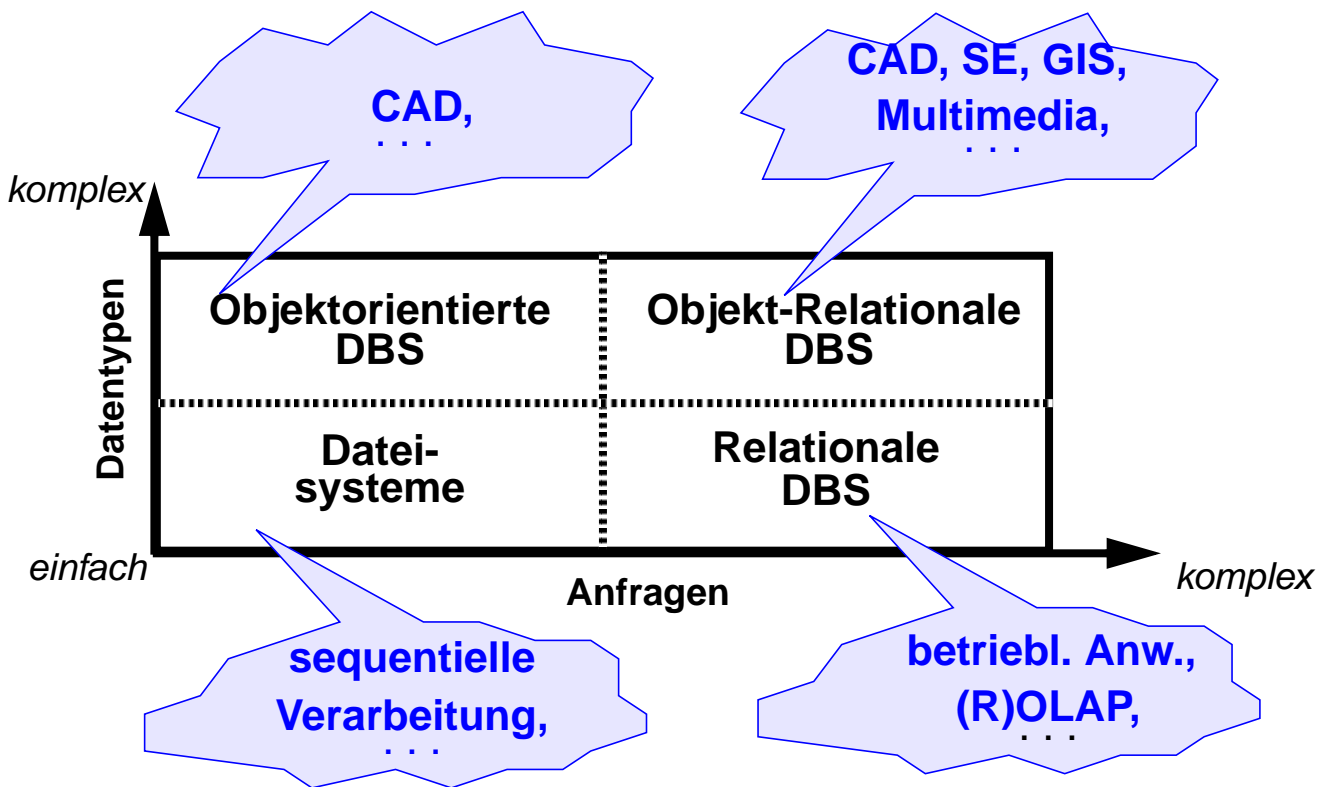 CAD,
. . .
CAD, SE, GIS,
Multimedia,
. . .
komplex
Datentypen
Objektorientierte
DBS
Objekt-Relationale
DBS
Datei-
systeme
Relationale
DBS
einfach
Anfragen
komplex
sequentielle
Verarbeitung,
. . .
betriebl. Anw.,
(R)OLAP,
. . .